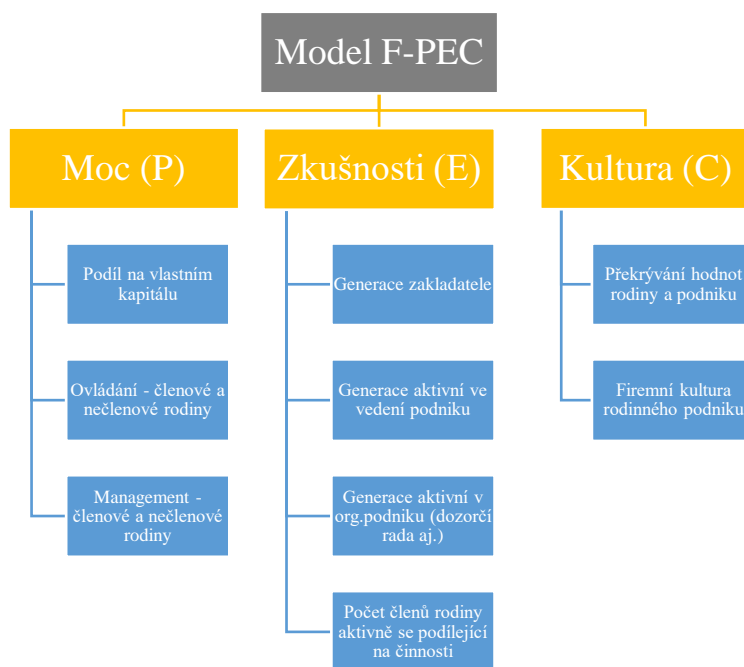 Model F-PEC
Moc (P)
Podíl na vlastním
kapitálu
Ovládání - členové a
nečlenové rodiny
Management -
členové a nečlenové
rodiny
Zkušnosti (E)
Generace zakladatele
Generace aktivní ve
vedení podniku
Generace aktivní v
org.podniku (dozorčí
rada aj.)
Počet členů rodiny
aktivně se podílející
na činnosti
Kultura (C)
Překrývání hodnot
rodiny a podniku
Firemní kultura
rodinného podniku